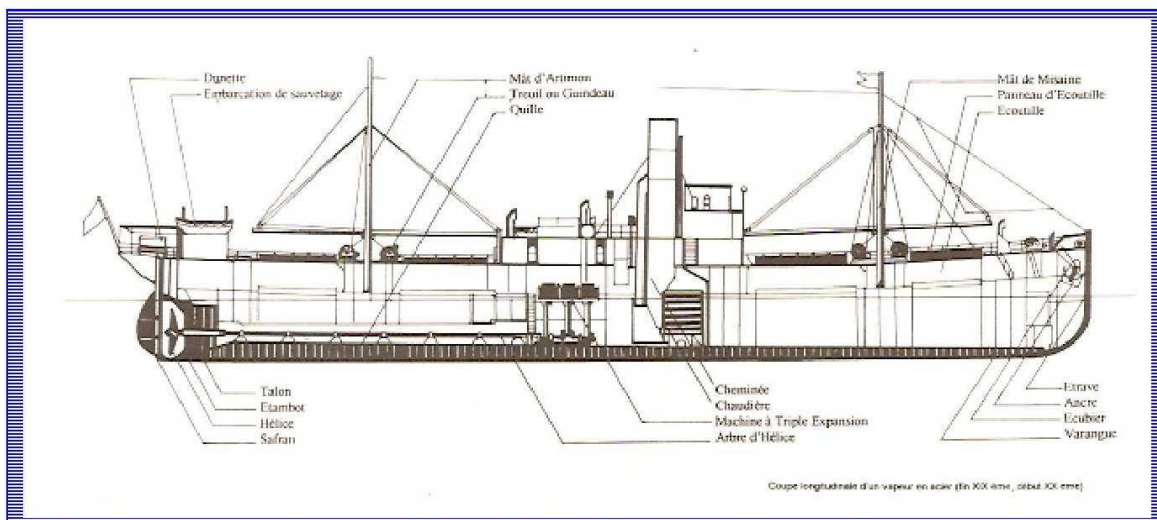 Dunette
Embarcation de sauvetage
Mât d'Artimon
Treuil ou Guindeau
Quille
Mât de Misaine
Panneau d'Ecoutille
Ecoutille
Talon
Etambot
Hélice
Safran
Cheminée
Chaudière
Machine à Triple Expansion
Arbre d'Hélice
Etrave
Ancre
Ecubier
Varangue
Coupe longitudinale d'un vapeur en acier (fin XIX ème, début XX ème)